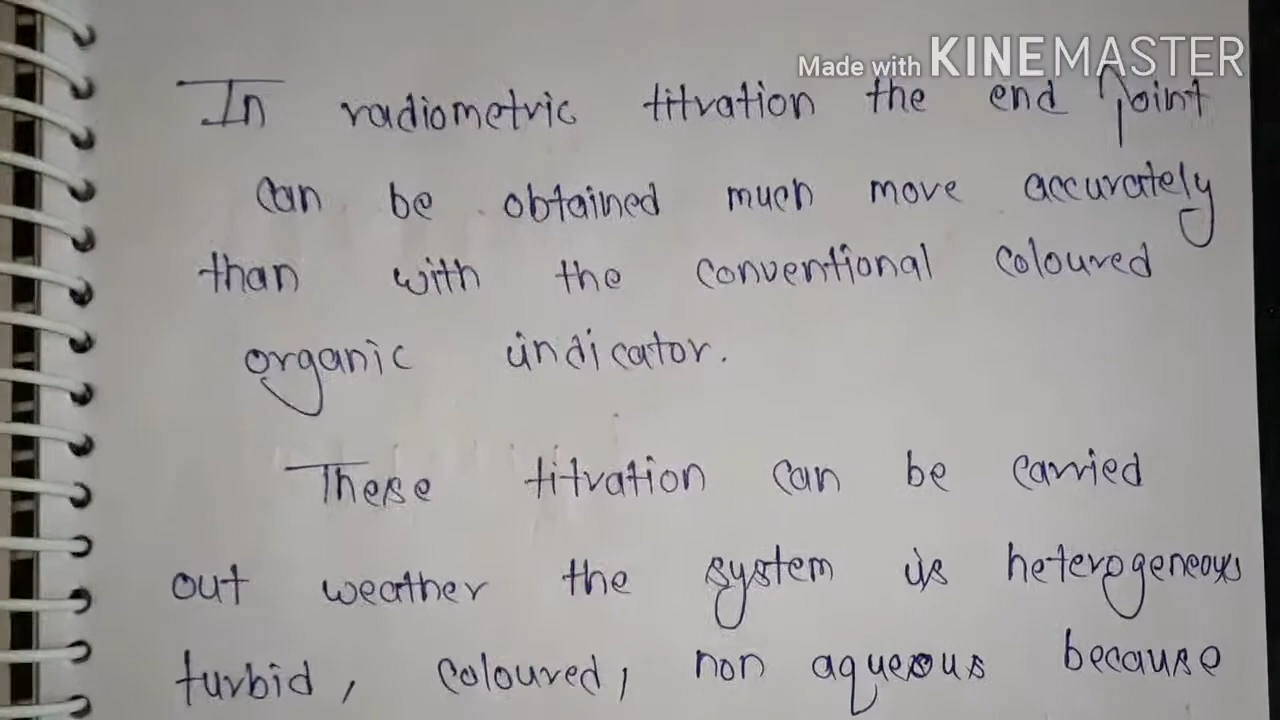 Made with KINEMASTER
In radiometric titration the end point
can be obtained much more accurately
than with the conventional coloured
organic indicator.
These titration can be carried
out weather the system is heterogeneous
turbid, coloured, non aqueous because